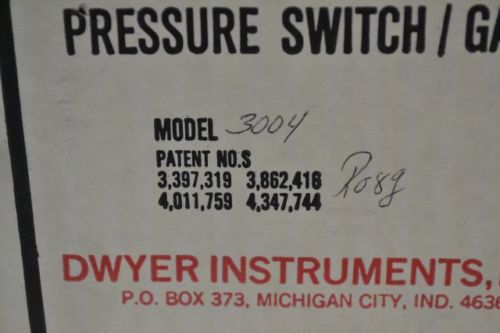 PRESSURE SWITCH / GA
MODEL 3004
PATENT NO.S
3,397,319 3,862,416
4,011,759 4,347,744
DWYER INSTRUMENTS,
P.O. BOX 373, MICHIGAN CITY, IND. 4636